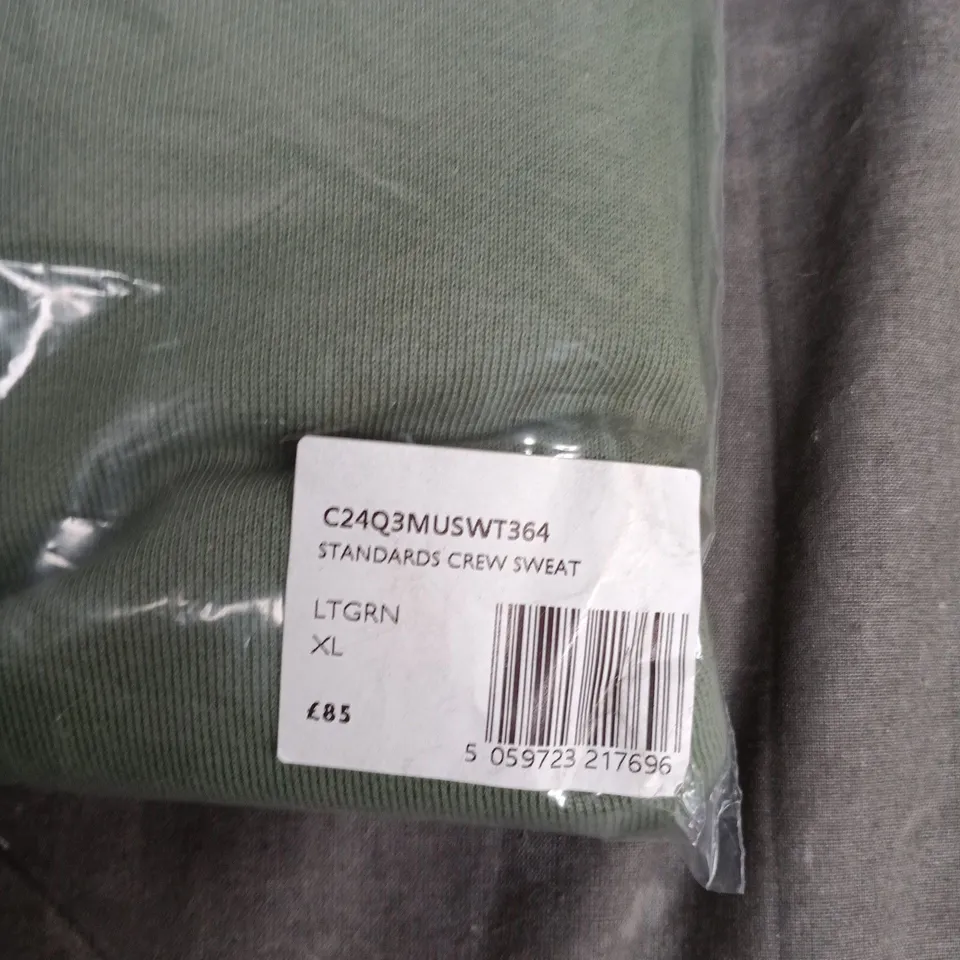 C24Q3MUSWT364
STANDARDS CREW SWEAT
LTGRN
XL
£85
5 059723 217696